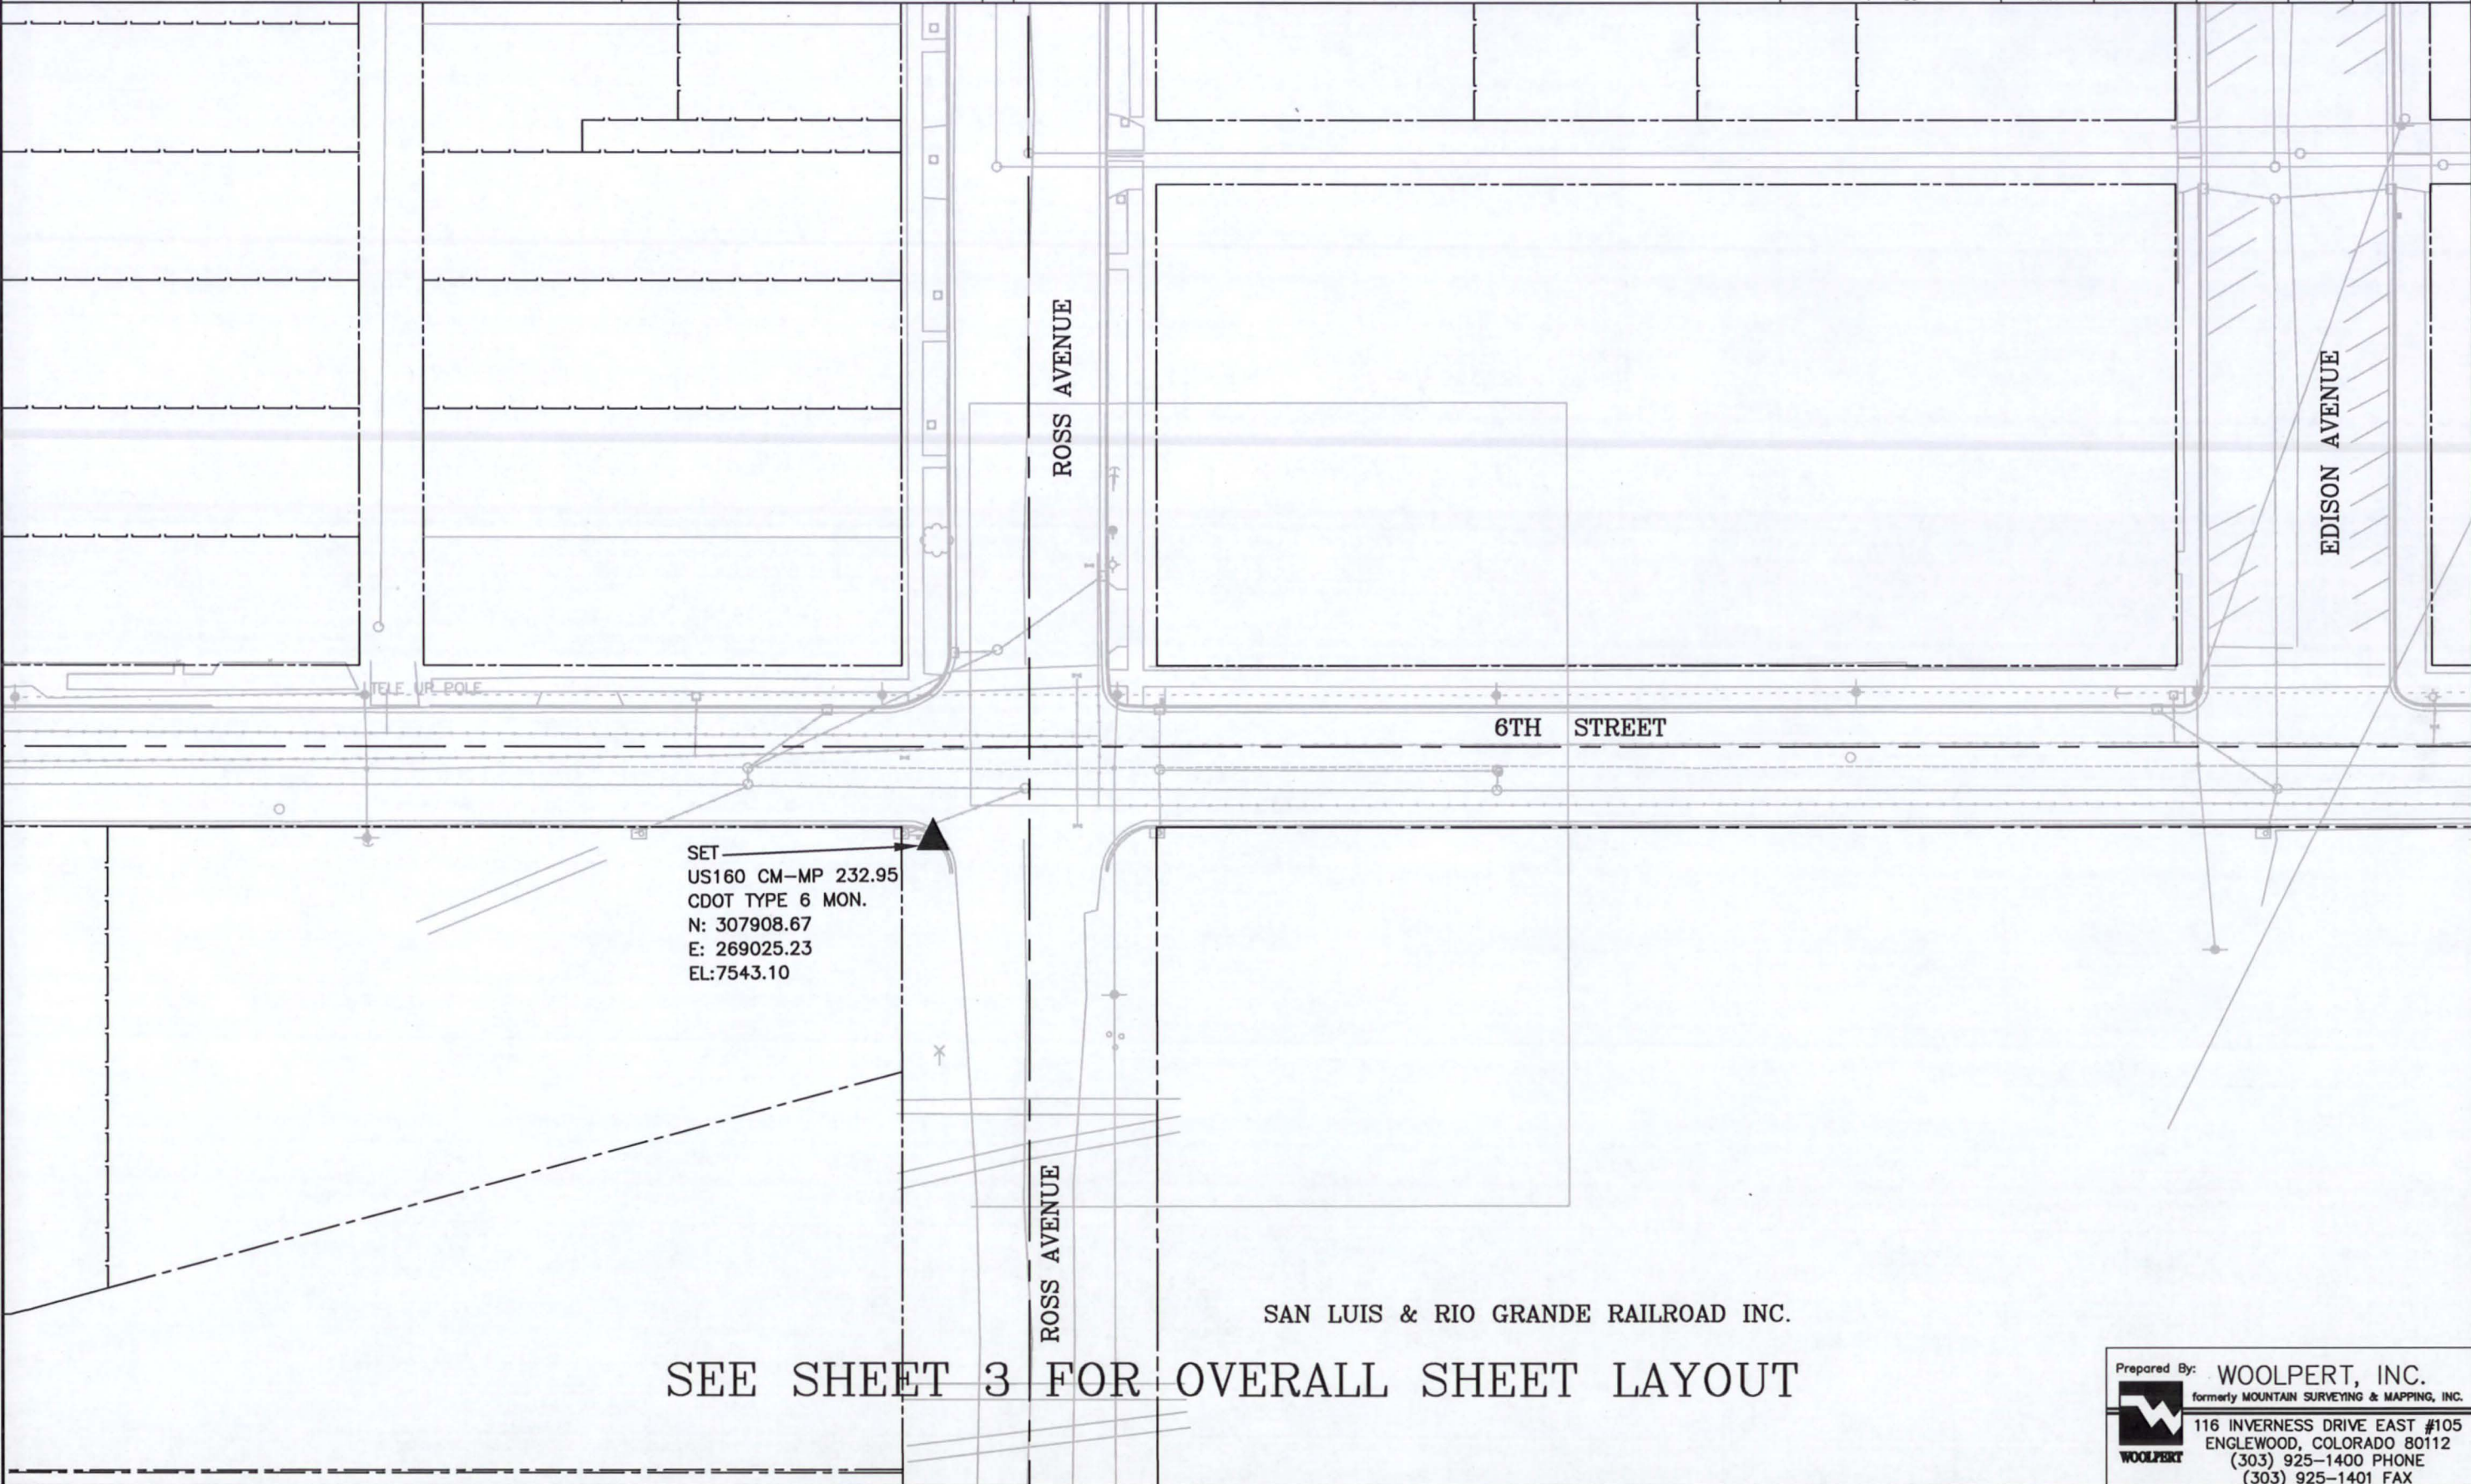 ROSS AVENUE
EDISON AVENUE
TELE UP POLE
6TH STREET
SET
US160 CM-MP 232.95
CDOT TYPE 6 MON.
N: 307908.67
E: 269025.23
EL:7543.10
ROSS AVENUE
SAN LUIS & RIO GRANDE RAILROAD INC.
SEE SHEET 3 FOR OVERALL SHEET LAYOUT
Prepared By: WOOLPERT, INC.
formerly MOUNTAIN SURVEYING & MAPPING, INC.
116 INVERNESS DRIVE EAST #105
ENGLEWOOD, COLORADO 80112
(303) 925-1400 PHONE
(303) 925-1401 FAX
WOOLPERT